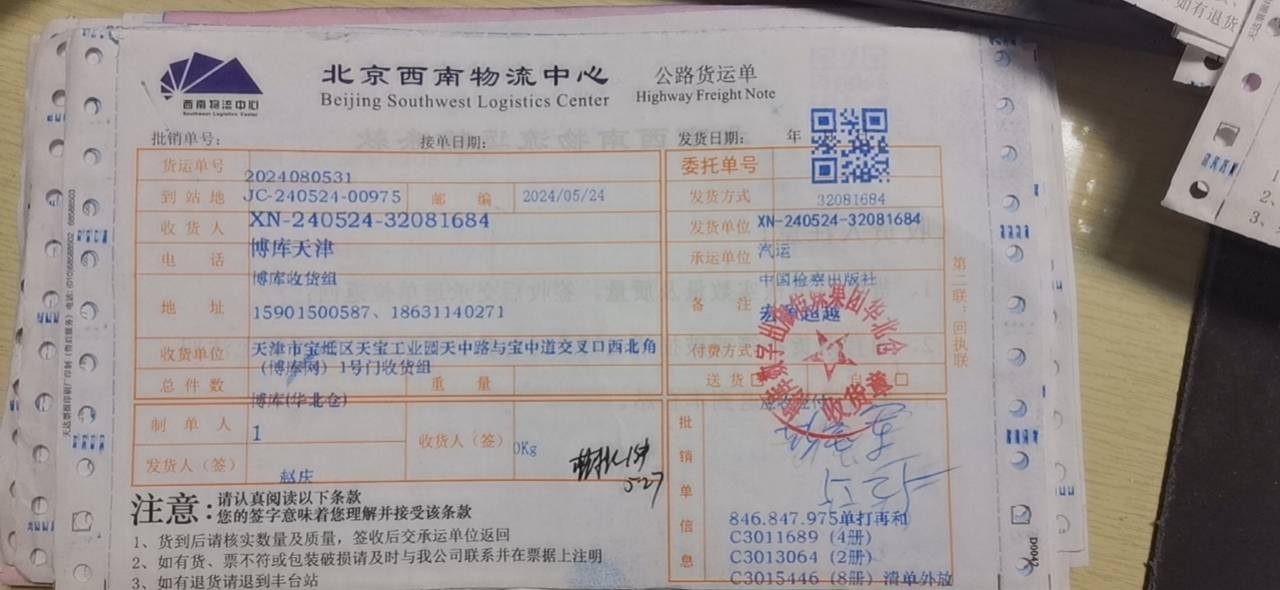 北京西南物流中心
Beijing Southwest Logistics Center
公路货运单
Highway Freight Note
西南物流中心
Southwest Logistics Center
批销单号:
接单日期:
发货日期: 年
货运单号
2024080531
委托单号
到站地 JC-240524-00975 邮编 2024/05/24
发货方式 32081684
收货人 XN-240524-32081684
发货单位 XN-240524-32081684
电话 博库天津
承运单位 汽运
博库收货组
中国检察出版社
地址 15901500587、18631140271
备注
收货单位 天津市宝坻区天宝工业园天中路与宝中道交叉口西北角
(博库网) 1号门收货组
付费方式
总件数 重量
送货
博库(华北仓)
制单人 1
收货人(签) 0Kg
5.27
发货人(签) 赵庆
收货章
批销单信息
846.847.975单打再和
C3011689 (4册)
C3013064 (2册)
C3015446 (8册) 清单外放
第二联:回执联
注意:
请认真阅读以下条款
您的签字意味着您理解并接受该条款
1、货到后请核实数量及质量,签收后交承运单位返回
2、如有货、票不符或包装破损请及时与我公司联系并在票据上注明
3、如有退货请退到丰台站
如有退货